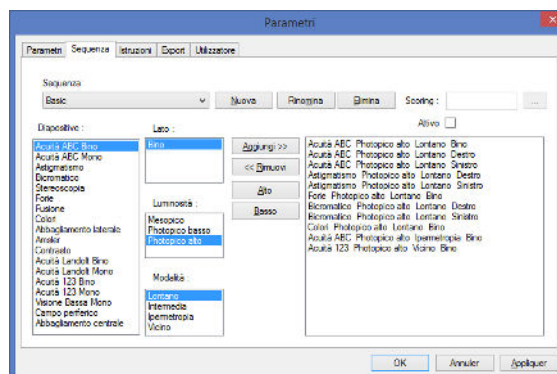 Parametri
Parametri Sequenza Istruzioni Export Utilizzatore
Sequenza
Basic Nuova Rinomina Elimina Scoring : ...
Attivo
Diapositive : Lato :
Acuità ABC Bino
Acuità ABC Mono
Astigmatismo
Bicromatico
Stereoscopia
Forie
Fusione
Colori
Abbagliamento laterale
Amsler
Contrasto
Acuità Landolt Bino
Acuità Landolt Mono
Acuità 123 Bino
Acuità 123 Mono
Visione Bassa Mono
Campo periferico
Abbagliamento centrale
Bino
Luminosità :
Mesopico
Photopico basso
Photopico alto
Modalità :
Lontano
Intermedia
Ipermetropia
Vicino
Aggiungi >>
<< Rimuovi
Alto
Basso
Acuità ABC Photopico alto Lontano Bino
Acuità ABC Photopico alto Lontano Destro
Acuità ABC Photopico alto Lontano Sinistro
Astigmatismo Photopico alto Lontano Destro
Astigmatismo Photopico alto Lontano Sinistro
Forie Photopico alto Lontano Bino
Bicromatico Photopico alto Lontano Destro
Bicromatico Photopico alto Lontano Sinistro
Colori Photopico alto Lontano Bino
Acuità ABC Photopico alto Ipermetropia Bino
Acuità 123 Photopico alto Vicino Bino
OK Annuler Appliquer